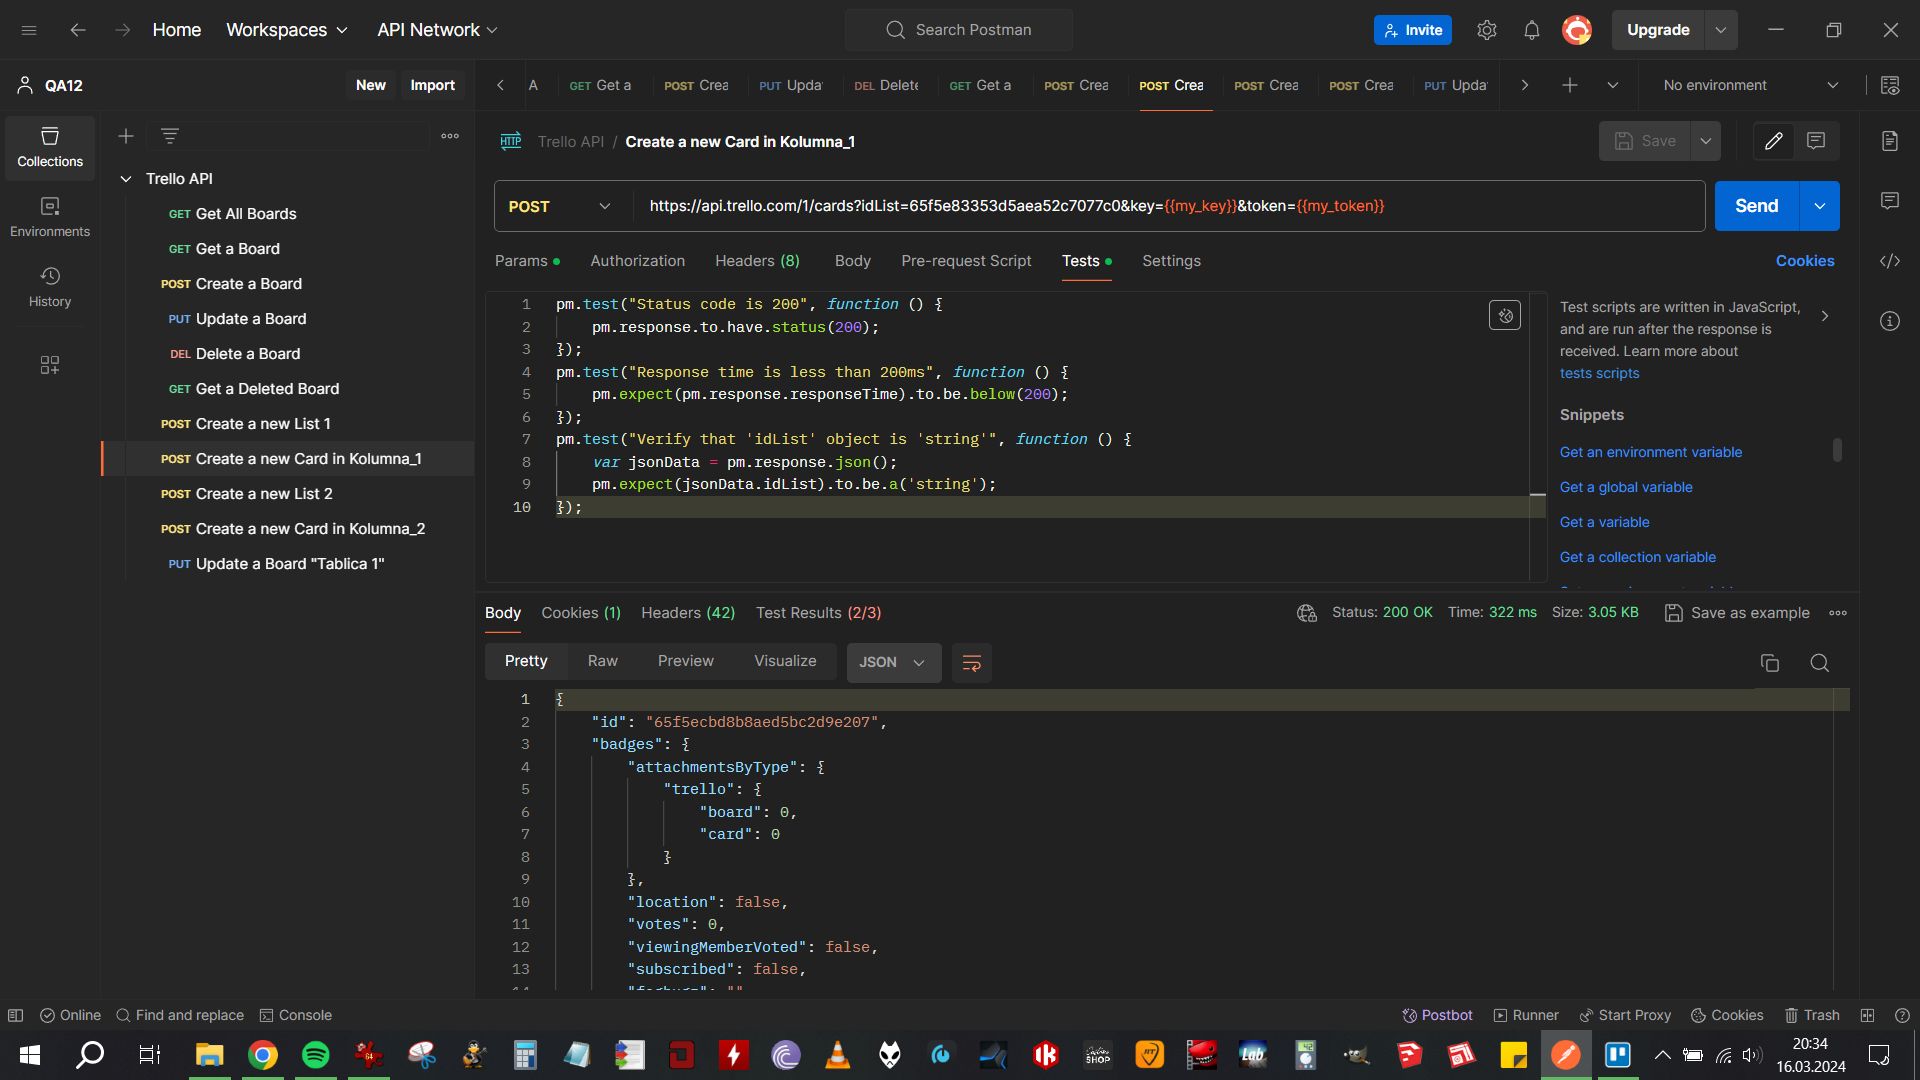 Home Workspaces API Network Search Postman Invite Upgrade
QA12 New Import A GET Get a POST Crea PUT Upda DEL Delete GET Get a POST Crea POST Crea POST Crea POST Crea PUT Upda No environment
Collections
Environments
History
Trello API
GET Get All Boards
GET Get a Board
POST Create a Board
PUT Update a Board
DEL Delete a Board
GET Get a Deleted Board
POST Create a new List 1
POST Create a new Card in Kolumna_1
POST Create a new List 2
POST Create a new Card in Kolumna_2
PUT Update a Board "Tablica 1"
HTTP Trello API / Create a new Card in Kolumna_1 Save
POST https://api.trello.com/1/cards?idList=65f5e83353d5aea52c7077c0&key={{my_key}}&token={{my_token}} Send
Params Authorization Headers (8) Body Pre-request Script Tests Settings Cookies
1 pm.test("Status code is 200", function () {
2 pm.response.to.have.status(200);
3 });
4 pm.test("Response time is less than 200ms", function () {
5 pm.expect(pm.response.responseTime).to.be.below(200);
6 });
7 pm.test("Verify that 'idList' object is 'string'", function () {
8 var jsonData = pm.response.json();
9 pm.expect(jsonData.idList).to.be.a('string');
10 });
Test scripts are written in JavaScript,
and are run after the response is
received. Learn more about
tests scripts
Snippets
Get an environment variable
Get a global variable
Get a variable
Get a collection variable
Body Cookies (1) Headers (42) Test Results (2/3) Status: 200 OK Time: 322 ms Size: 3.05 KB Save as example
Pretty Raw Preview Visualize JSON
1 {
2 "id": "65f5ecbd8b8aed5bc2d9e207",
3 "badges": {
4 "attachmentsByType": {
5 "trello": {
6 "board": 0,
7 "card": 0
8 }
9 },
10 "location": false,
11 "votes": 0,
12 "viewingMemberVoted": false,
13 "subscribed": false,
Online Find and replace Console Postbot Runner Start Proxy Cookies Trash
20:34
16.03.2024